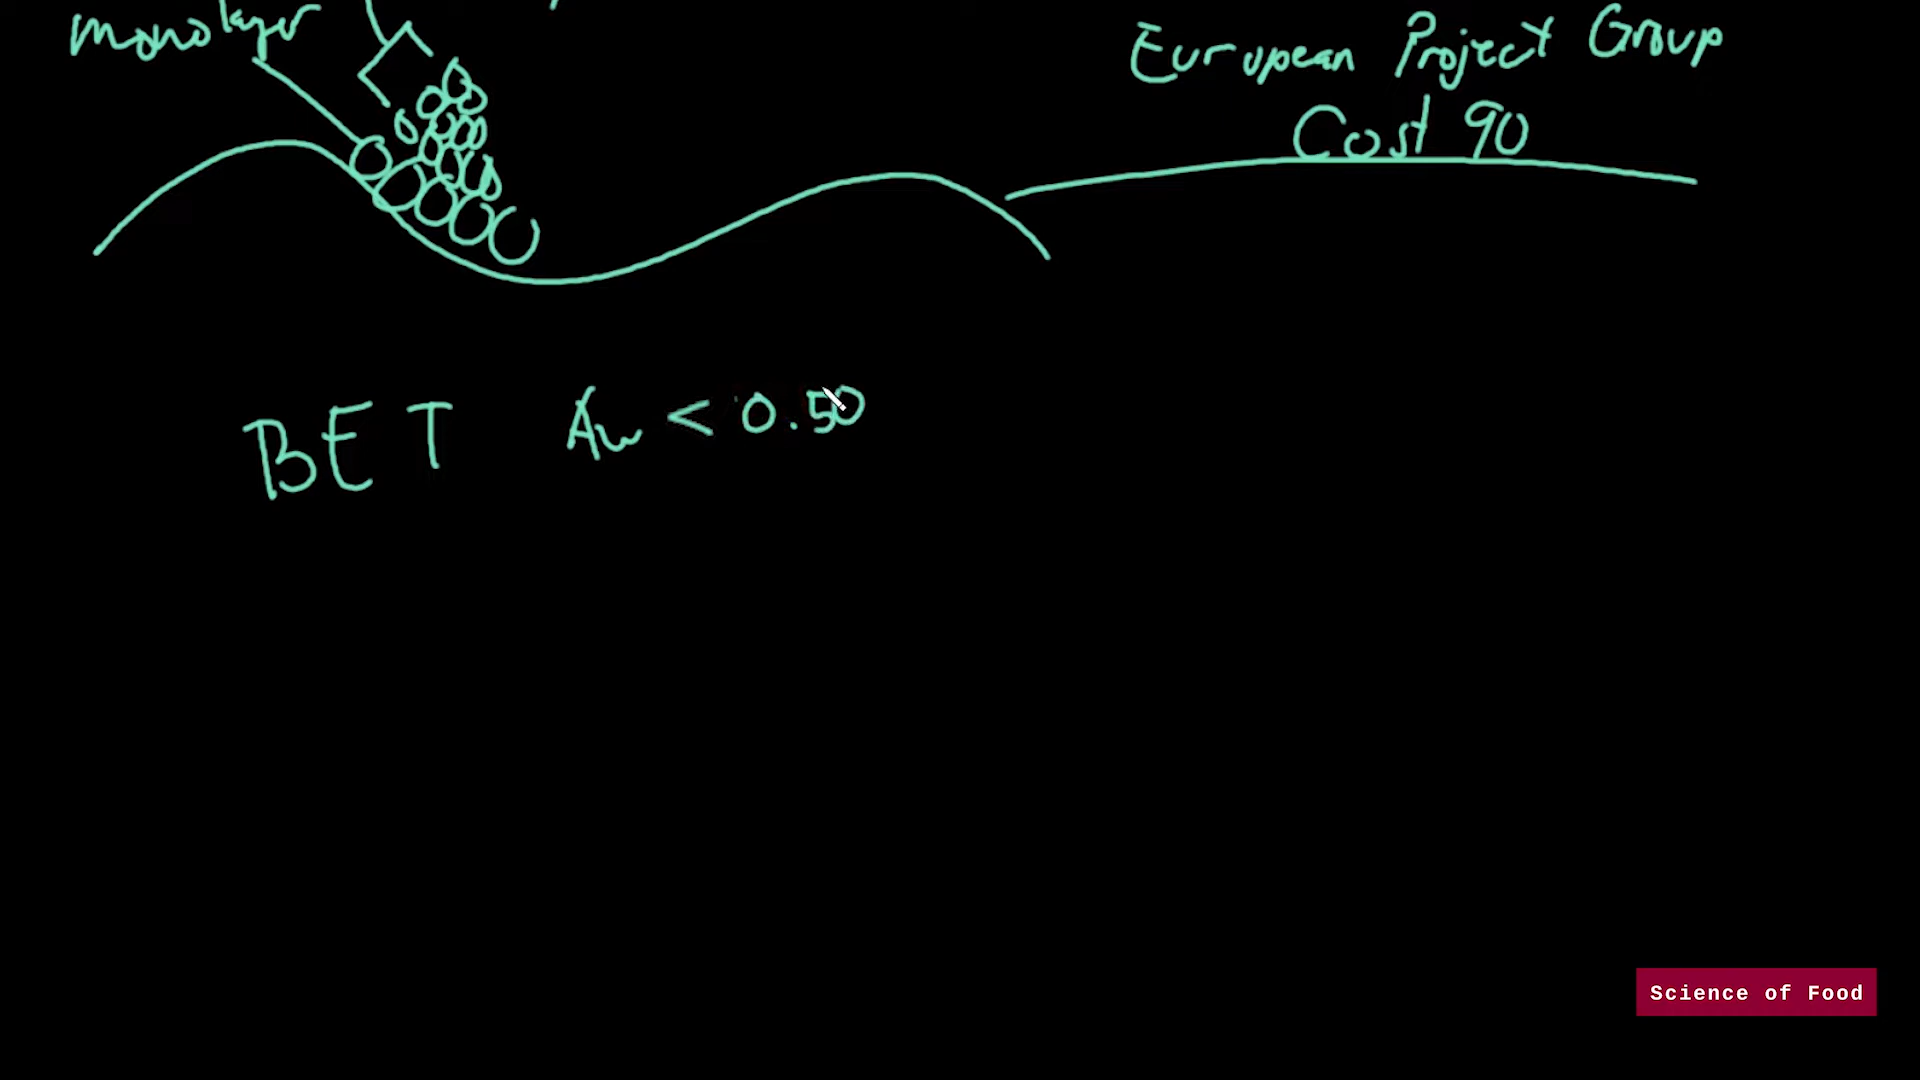 monolayer
European Project Group
Cost 90
BET Aw < 0.50
Science of Food